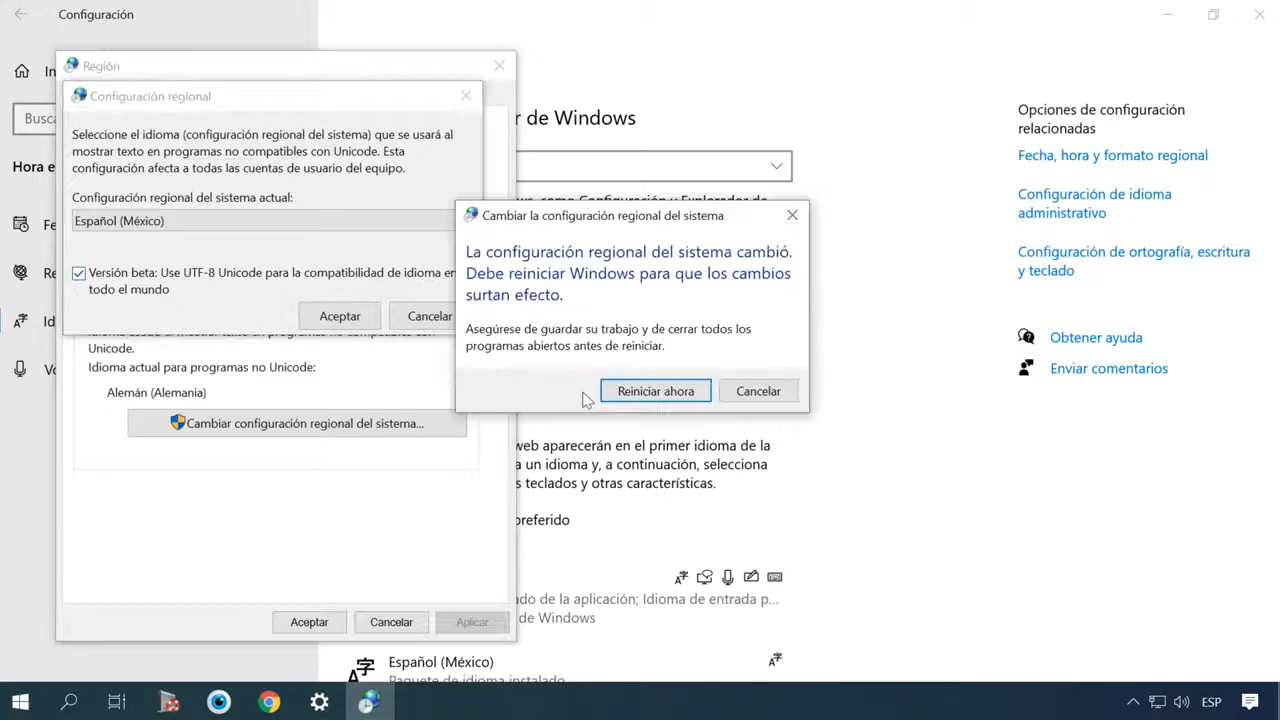 Configuración
In
Busca
Hora e
Fe
Re
Id
Vo
Región
Configuración regional
Seleccione el idioma (configuración regional del sistema) que se usará al
mostrar texto en programas no compatibles con Unicode. Esta
configuración afecta a todas las cuentas de usuario del equipo.
Configuración regional del sistema actual:
Español (México)
Versión beta: Use UTF-8 Unicode para la compatibilidad de idioma en
todo el mundo
Aceptar
Cancelar
Unicode.
Idioma actual para programas no Unicode:
Alemán (Alemania)
Cambiar configuración regional del sistema...
Aceptar
Cancelar
Aplicar
r de Windows
Cambiar la configuración regional del sistema
La configuración regional del sistema cambió.
Debe reiniciar Windows para que los cambios
surtan efecto.
Asegúrese de guardar su trabajo y de cerrar todos los
programas abiertos antes de reiniciar.
Reiniciar ahora
Cancelar
web aparecerán en el primer idioma de la
a un idioma y, a continuación, selecciona
s teclados y otras características.
preferido
do de la aplicación; Idioma de entrada p...
de Windows
Español (México)
Paquete de idioma instalado
Opciones de configuración
relacionadas
Fecha, hora y formato regional
Configuración de idioma
administrativo
Configuración de ortografía, escritura
y teclado
Obtener ayuda
Enviar comentarios
ESP